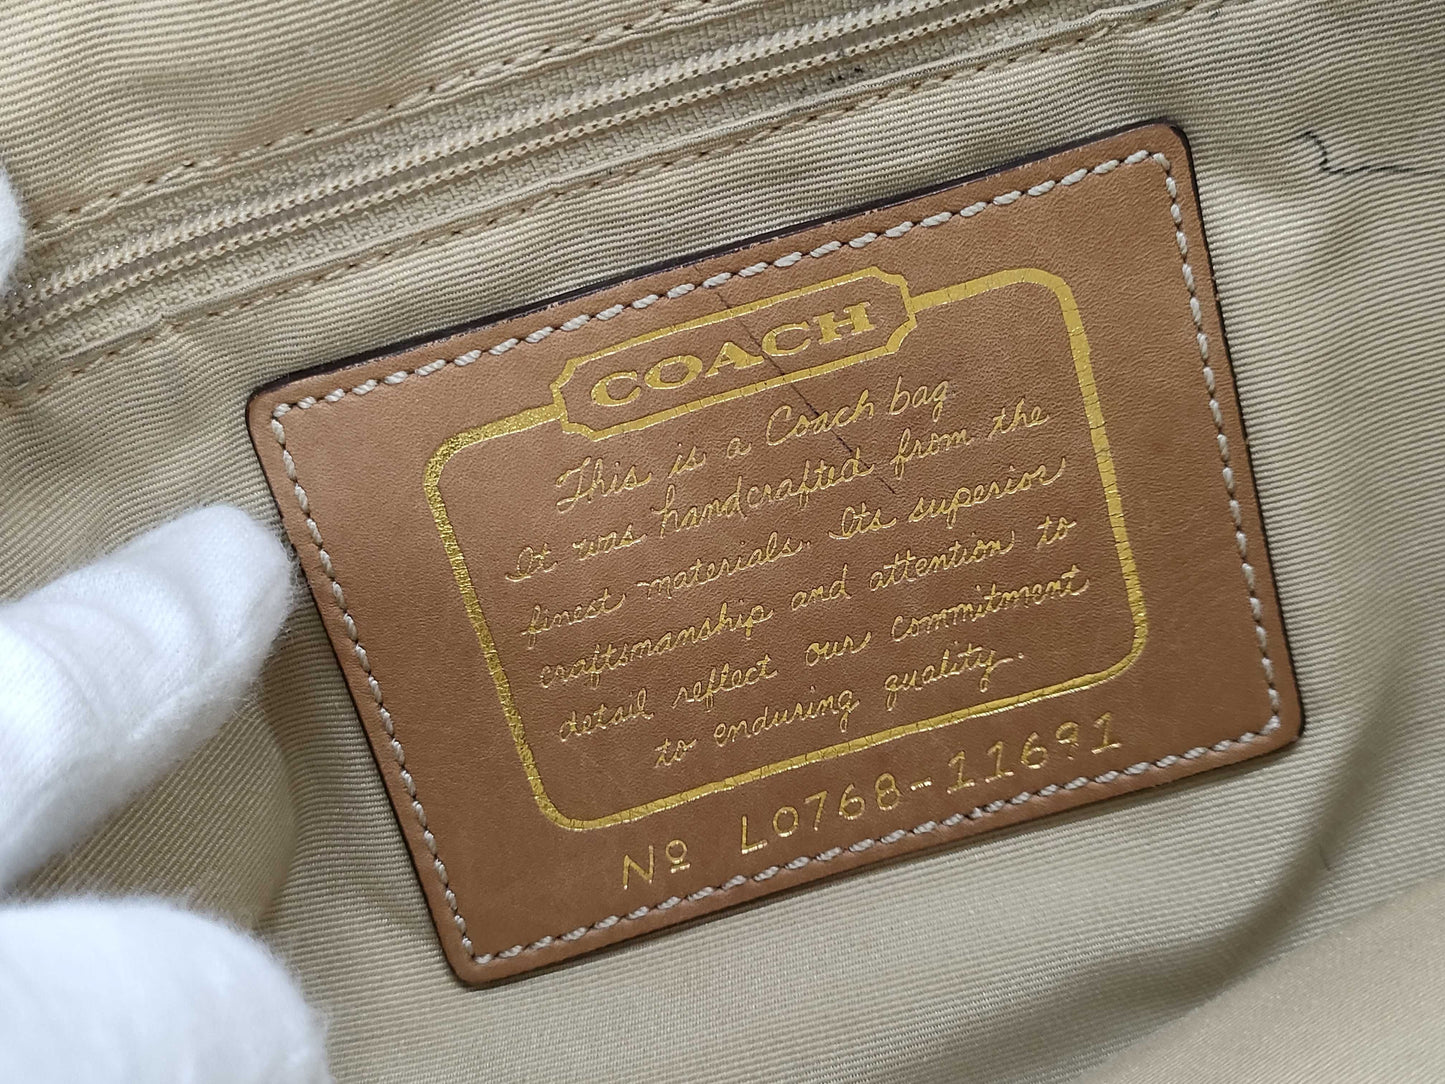 COACH
This is a Coach bag
It was handcrafted from the
finest materials. Its superior
craftsmanship and attention to
detail reflect our commitment
to enduring quality.
Nº L0768-11691